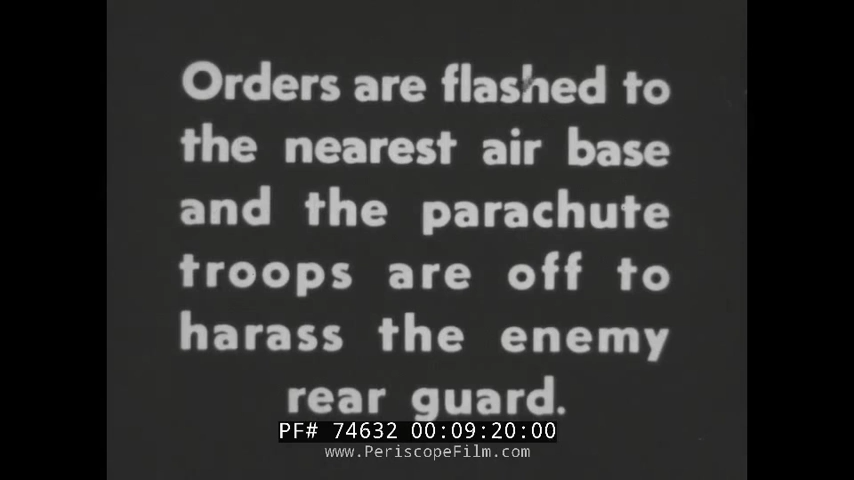 Orders are flashed to
the nearest air base
and the parachute
troops are off to
harass the enemy
rear guard.
PF# 74632 00:09:20:00
www.PeriscopeFilm.com